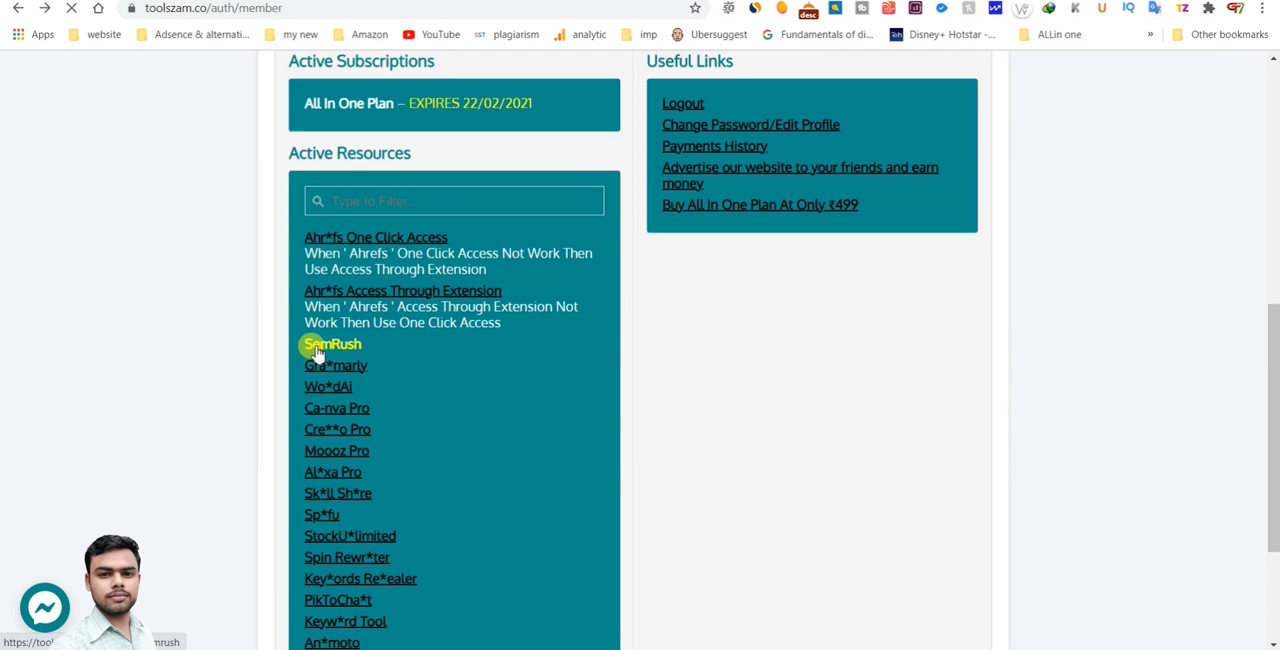 toolszam.co/auth/member
desc
Apps website Adsence & alternati... my new Amazon YouTube SST plagiarism analytic imp Ubersuggest Fundamentals of di... Disney+ Hotstar -... ALLin one » Other bookmarks
Active Subscriptions
All In One Plan – EXPIRES 22/02/2021
Active Resources
Type to Filter...
Ahr*fs One Click Access
When ' Ahrefs ' One Click Access Not Work Then
Use Access Through Extension
Ahr*fs Access Through Extension
When ' Ahrefs ' Access Through Extension Not
Work Then Use One Click Access
SemRush
Gra*marly
Wo*dAi
Ca-nva Pro
Cre**o Pro
Moooz Pro
Al*xa Pro
Sk*ll Sh*re
Sp*fu
StockU*limited
Spin Rewr*ter
Key*ords Re*ealer
PikToCha*t
Keyw*rd Tool
An*moto
Useful Links
Logout
Change Password/Edit Profile
Payments History
Advertise our website to your friends and earn
money
Buy All In One Plan At Only ₹499
https://tool
mrush